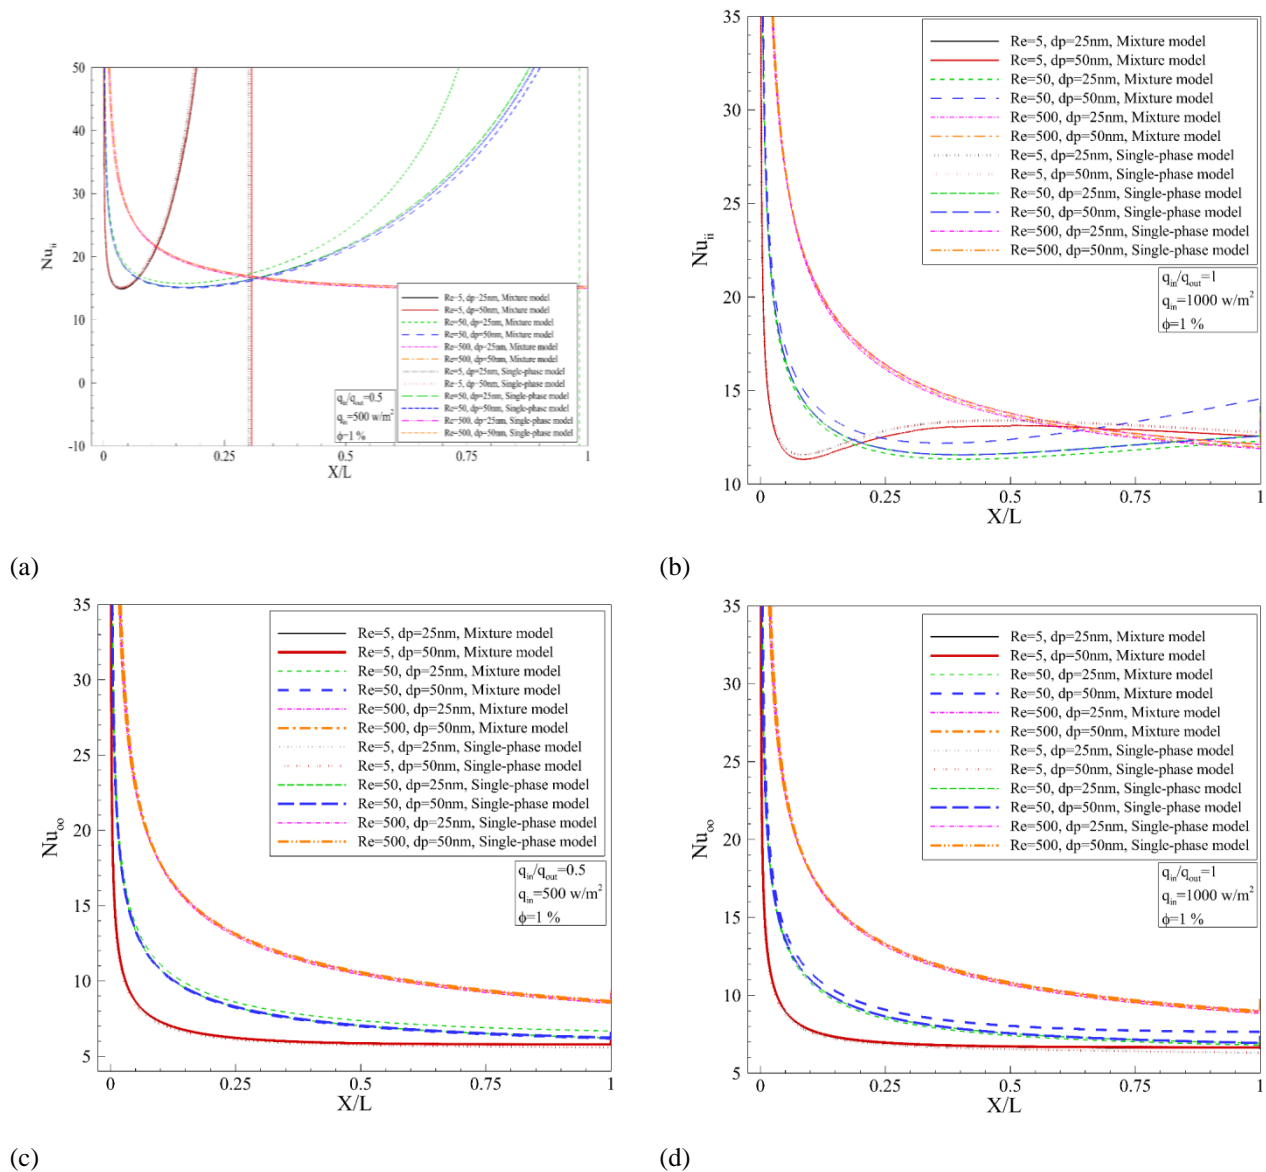 50
40
30
20
10
0
-10
Nu_ii
0
0.25
0.5
0.75
1
X/L
Re=5, dp=25nm, Mixture model
Re=5, dp=50nm, Mixture model
Re=50, dp=25nm, Mixture model
Re=50, dp=50nm, Mixture model
Re=500, dp=25nm, Mixture model
Re=500, dp=50nm, Mixture model
Re=5, dp=25nm, Single-phase model
Re=5, dp=50nm, Single-phase model
Re=50, dp=25nm, Single-phase model
Re=50, dp=50nm, Single-phase model
Re=500, dp=25nm, Single-phase model
Re=500, dp=50nm, Single-phase model
q_in/q_out=0.5
q_in=500 w/m²
ϕ=1 %
(a)
35
30
25
20
15
10
Nu_ii
0
0.25
0.5
0.75
1
X/L
Re=5, dp=25nm, Mixture model
Re=5, dp=50nm, Mixture model
Re=50, dp=25nm, Mixture model
Re=50, dp=50nm, Mixture model
Re=500, dp=25nm, Mixture model
Re=500, dp=50nm, Mixture model
Re=5, dp=25nm, Single-phase model
Re=5, dp=50nm, Single-phase model
Re=50, dp=25nm, Single-phase model
Re=50, dp=50nm, Single-phase model
Re=500, dp=25nm, Single-phase model
Re=500, dp=50nm, Single-phase model
q_in/q_out=1
q_in=1000 w/m²
ϕ=1 %
(b)
35
30
25
20
15
10
5
Nu_oo
0
0.25
0.5
0.75
1
X/L
Re=5, dp=25nm, Mixture model
Re=5, dp=50nm, Mixture model
Re=50, dp=25nm, Mixture model
Re=50, dp=50nm, Mixture model
Re=500, dp=25nm, Mixture model
Re=500, dp=50nm, Mixture model
Re=5, dp=25nm, Single-phase model
Re=5, dp=50nm, Single-phase model
Re=50, dp=25nm, Single-phase model
Re=50, dp=50nm, Single-phase model
Re=500, dp=25nm, Single-phase model
Re=500, dp=50nm, Single-phase model
q_in/q_out=0.5
q_in=500 w/m²
ϕ=1 %
(c)
35
30
25
20
15
10
5
Nu_oo
0
0.25
0.5
0.75
1
X/L
Re=5, dp=25nm, Mixture model
Re=5, dp=50nm, Mixture model
Re=50, dp=25nm, Mixture model
Re=50, dp=50nm, Mixture model
Re=500, dp=25nm, Mixture model
Re=500, dp=50nm, Mixture model
Re=5, dp=25nm, Single-phase model
Re=5, dp=50nm, Single-phase model
Re=50, dp=25nm, Single-phase model
Re=50, dp=50nm, Single-phase model
Re=500, dp=25nm, Single-phase model
Re=500, dp=50nm, Single-phase model
q_in/q_out=1
q_in=1000 w/m²
ϕ=1 %
(d)